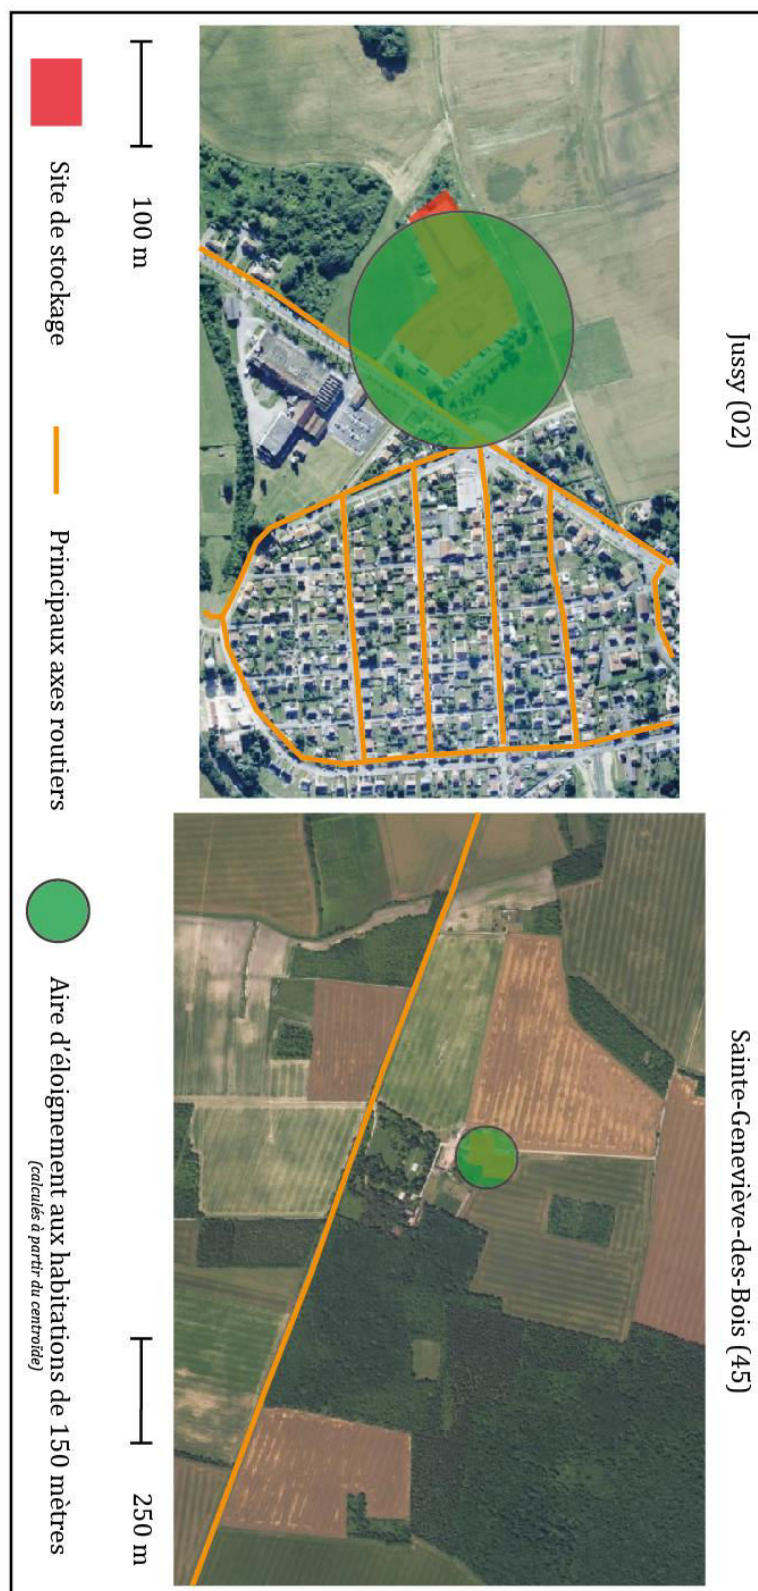 Jussy (02)
Sainte-Geneviève-des-Bois (45)
100 m
250 m
Site de stockage
Principaux axes routiers
Aire d'éloignement aux habitations de 150 mètres
(calculés à partir du centroïde)